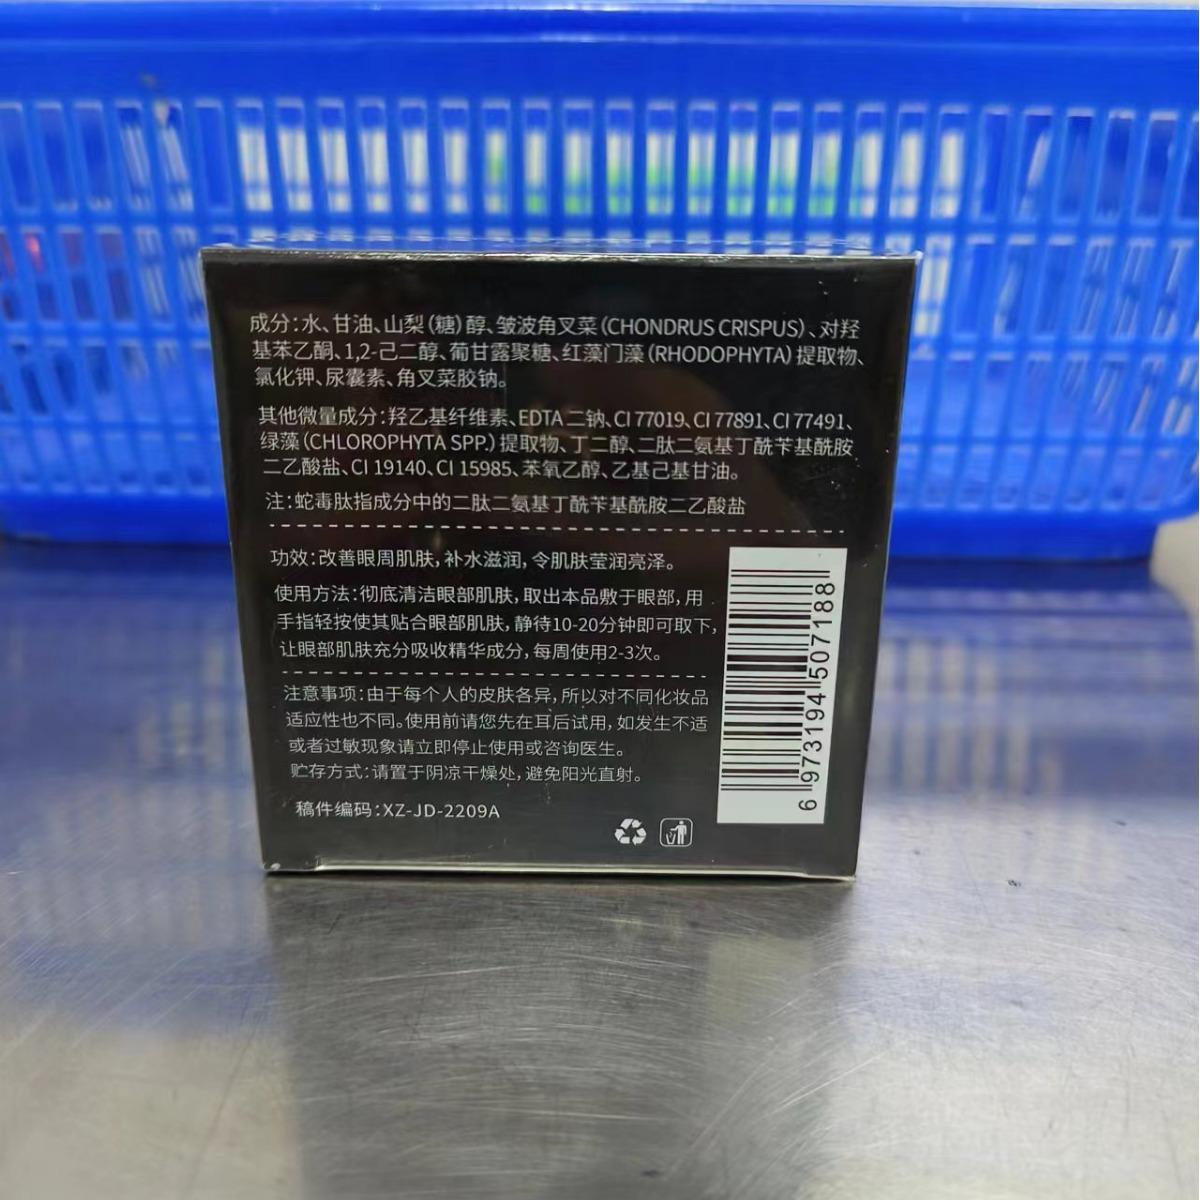 成分:水、甘油、山梨(糖)醇、皱波角叉菜(CHONDRUS CRISPUS)、对羟
基苯乙酮、1,2-己二醇、葡甘露聚糖、红藻门藻(RHODOPHYTA)提取物、
氯化钾、尿囊素、角叉菜胶钠。
其他微量成分:羟乙基纤维素、EDTA 二钠、CI 77019、CI 77891、CI 77491、
绿藻(CHLOROPHYTA SPP.)提取物、丁二醇、二肽二氨基丁酰苄基酰胺
二乙酸盐、CI 19140、CI 15985、苯氧乙醇、乙基己基甘油。
注:蛇毒肽指成分中的二肽二氨基丁酰苄基酰胺二乙酸盐
功效:改善眼周肌肤,补水滋润,令肌肤莹润亮泽。
使用方法:彻底清洁眼部肌肤,取出本品敷于眼部,用
手指轻按使其贴合眼部肌肤,静待10-20分钟即可取下,
让眼部肌肤充分吸收精华成分,每周使用2-3次。
注意事项:由于每个人的皮肤各异,所以对不同化妆品
适应性也不同。使用前请您先在耳后试用,如发生不适
或者过敏现象请立即停止使用或咨询医生。
贮存方式:请置于阴凉干燥处,避免阳光直射。
稿件编码:XZ-JD-2209A
6 973194 507188